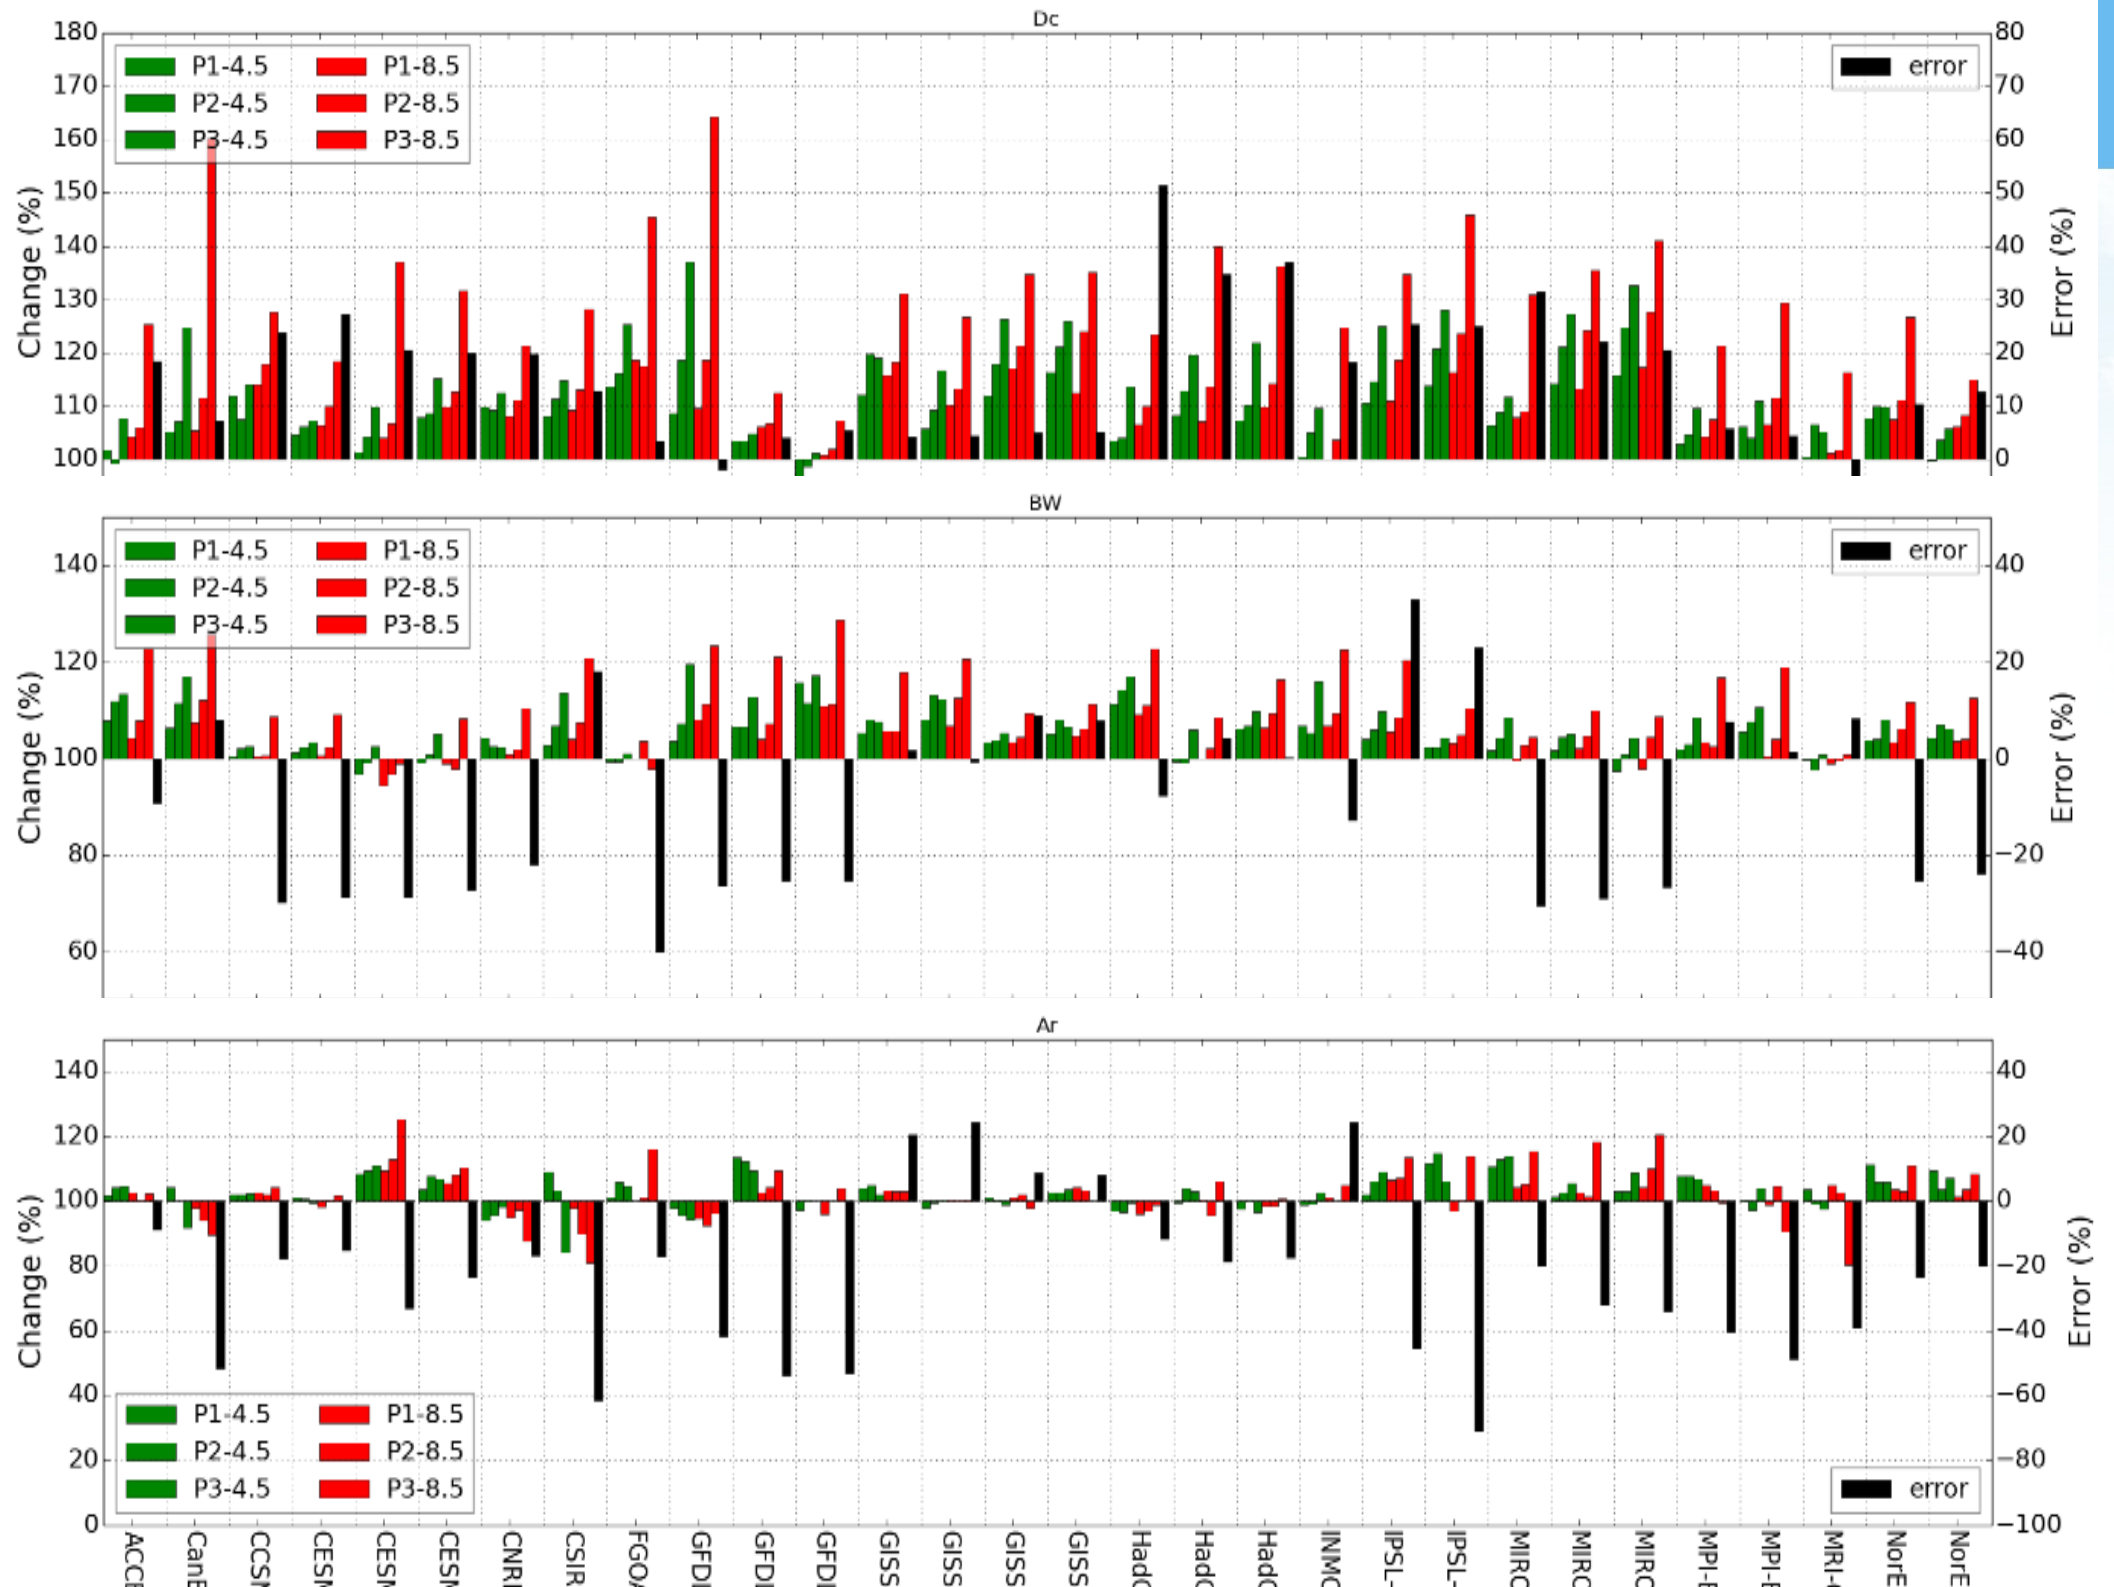 Dc
180
170
160
150
140
130
120
110
100
Change (%)
P1-4.5 P1-8.5
P2-4.5 P2-8.5
P3-4.5 P3-8.5
error
80
70
60
50
40
30
20
10
0
Error (%)
BW
140
120
100
80
60
Change (%)
P1-4.5 P1-8.5
P2-4.5 P2-8.5
P3-4.5 P3-8.5
error
40
20
0
−20
−40
Error (%)
Ar
140
120
100
80
60
40
20
0
Change (%)
P1-4.5 P1-8.5
P2-4.5 P2-8.5
P3-4.5 P3-8.5
error
40
20
0
−20
−40
−60
−80
−100
Error (%)